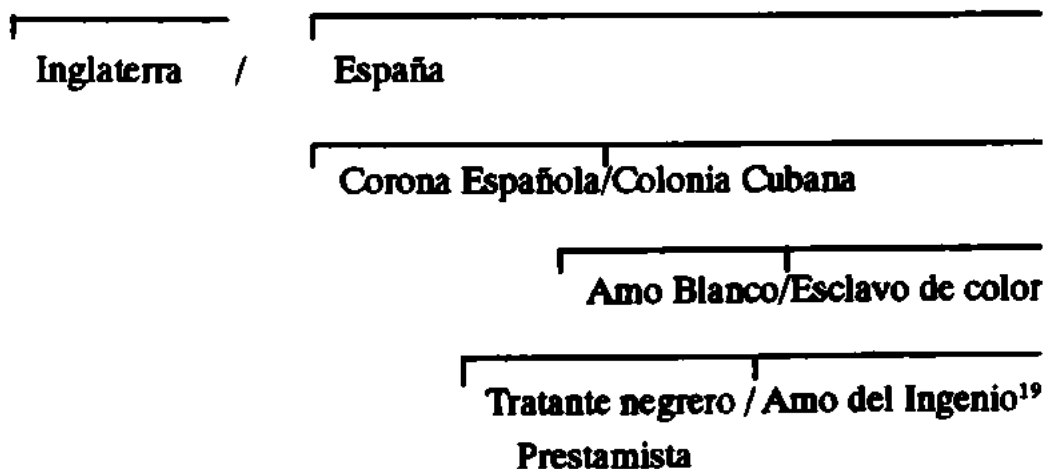 Inglaterra / España
Corona Española/Colonia Cubana
Amo Blanco/Esclavo de color
Tratante negrero / Amo del Ingenio¹⁹
Prestamista